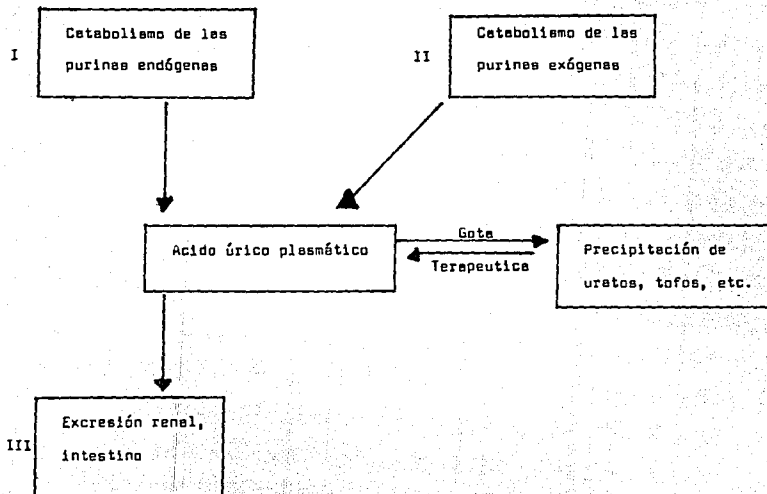 I
Catabolismo de las
purinas endógenas
II
Catabolismo de las
purinas exógenas
Acido úrico plasmático
Gota
Terapeutica
Precipitación de
uratos, tofos, etc.
III
Excresión renal,
intestino